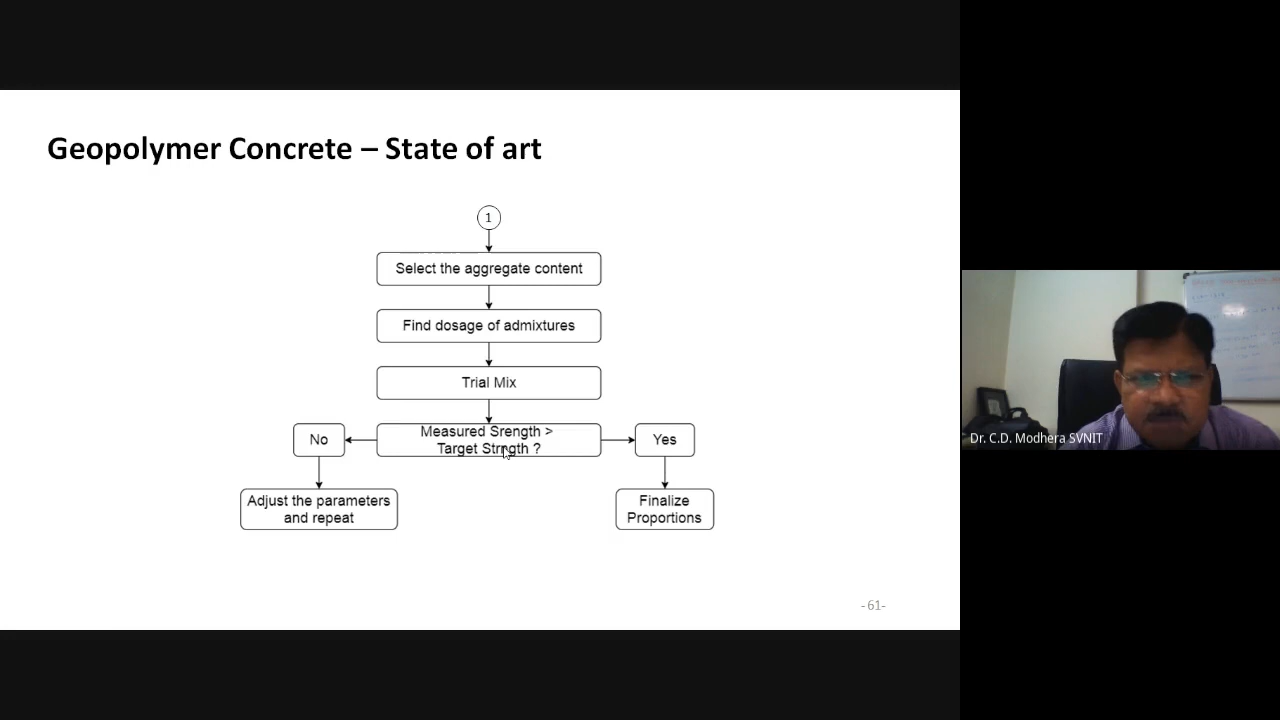 Geopolymer Concrete – State of art
1
Select the aggregate content
Find dosage of admixtures
Trial Mix
No
Measured Srength >
Target Strngth ?
Yes
Adjust the parameters
and repeat
Finalize
Proportions
-61-
Dr. C.D. Modhera SVNIT